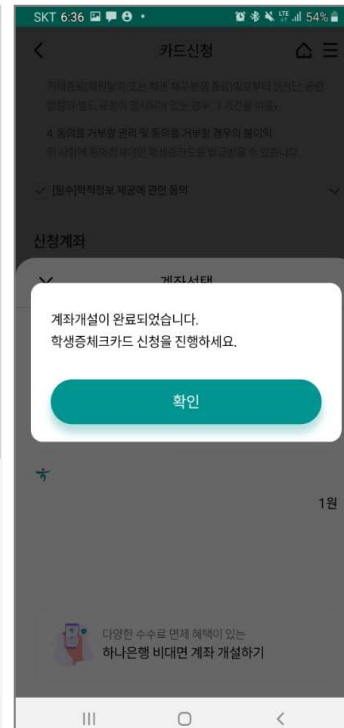 SKT 6:36 LTE 54%
카드신청
4. 동의를 거부할 권리 및 동의를 거부할 경우의 불이익
[필수]학적정보 제공에 관한 동의
신청계좌
계좌선택
계좌개설이 완료되었습니다.
학생증체크카드 신청을 진행하세요.
확인
1원
다양한 수수료 면제 혜택이 있는
하나은행 비대면 계좌 개설하기